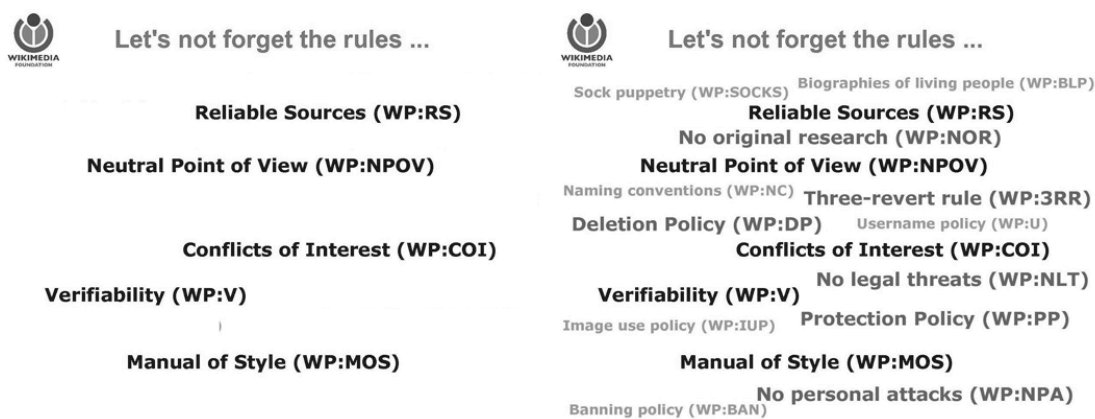 WIKIMEDIA
FOUNDATION
Let's not forget the rules ...
Reliable Sources (WP:RS)
Neutral Point of View (WP:NPOV)
Conflicts of Interest (WP:COI)
Verifiability (WP:V)
)
Manual of Style (WP:MOS)
WIKIMEDIA
FOUNDATION
Let's not forget the rules ...
Sock puppetry (WP:SOCKS)
Biographies of living people (WP:BLP)
Reliable Sources (WP:RS)
No original research (WP:NOR)
Neutral Point of View (WP:NPOV)
Naming conventions (WP:NC)
Three-revert rule (WP:3RR)
Deletion Policy (WP:DP)
Username policy (WP:U)
Conflicts of Interest (WP:COI)
No legal threats (WP:NLT)
Verifiability (WP:V)
Image use policy (WP:IUP)
Protection Policy (WP:PP)
Manual of Style (WP:MOS)
No personal attacks (WP:NPA)
Banning policy (WP:BAN)